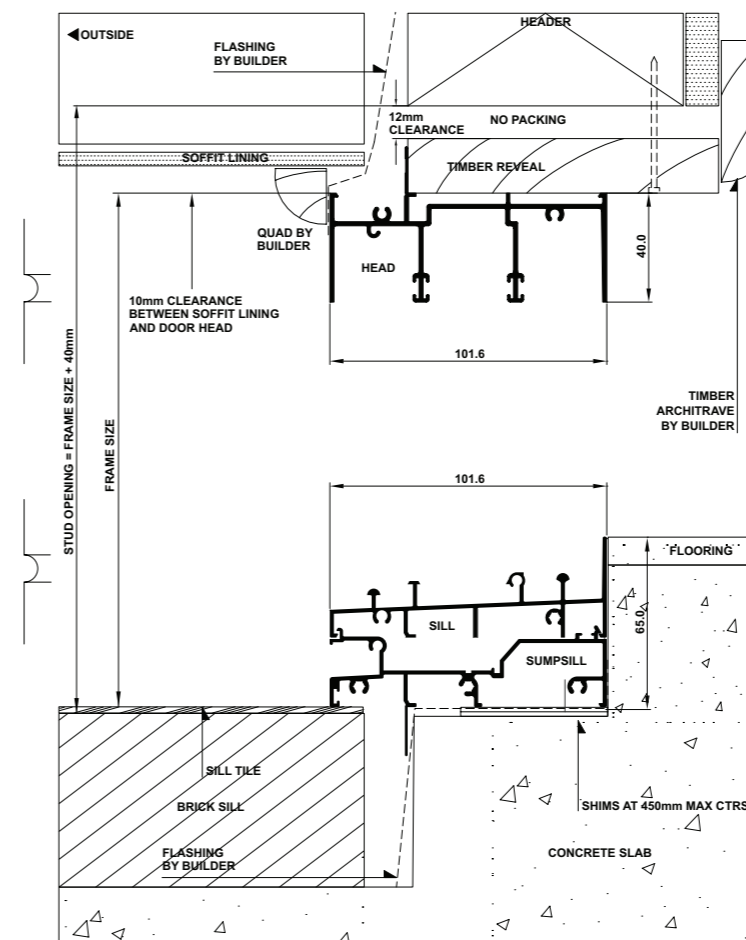 OUTSIDE
HEADER
FLASHING
BY BUILDER
12mm
CLEARANCE
NO PACKING
SOFFIT LINING
TIMBER REVEAL
QUAD BY
BUILDER
HEAD
40.0
10mm CLEARANCE
BETWEEN SOFFIT LINING
AND DOOR HEAD
101.6
TIMBER
ARCHITRAVE
BY BUILDER
STUD OPENING = FRAME SIZE + 40mm
FRAME SIZE
101.6
FLOORING
65.0
SILL
SUMPSILL
SILL TILE
BRICK SILL
SHIMS AT 450mm MAX CTRS
FLASHING
BY BUILDER
CONCRETE SLAB